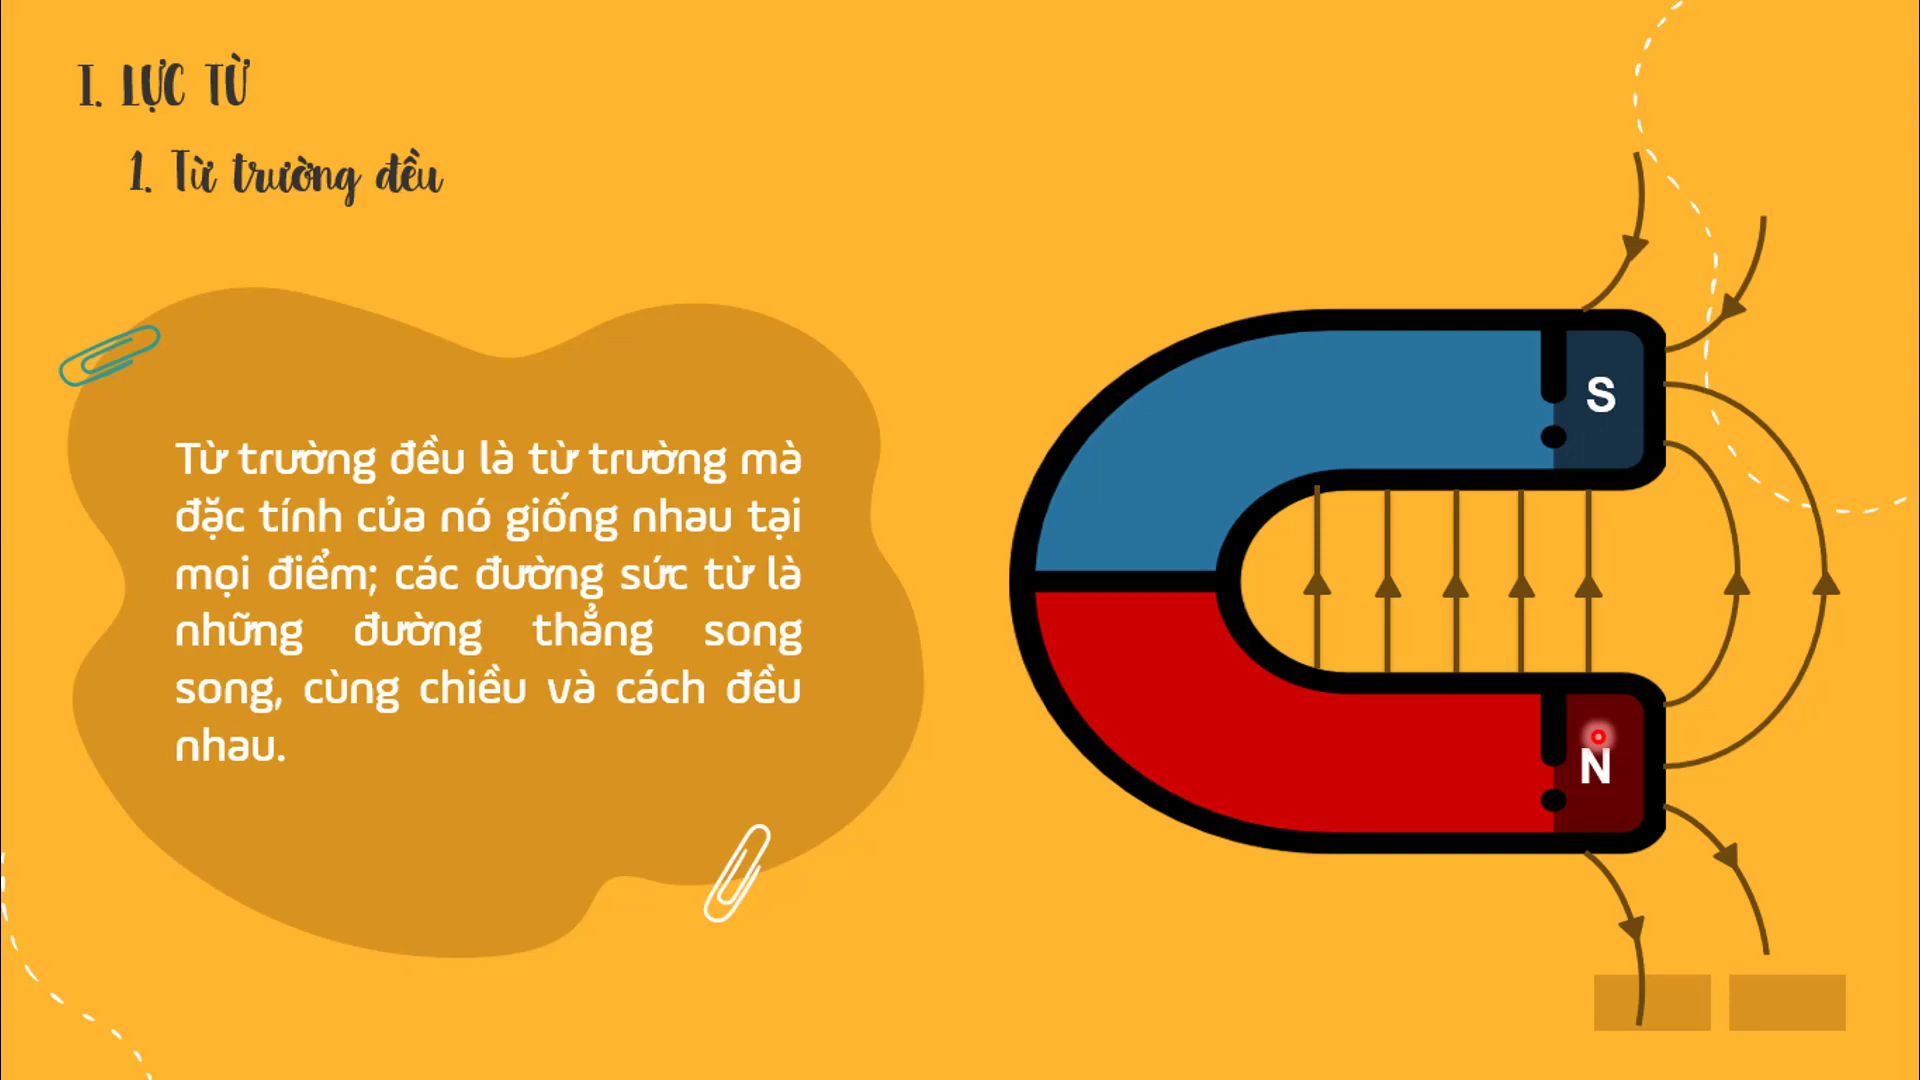 I. LỰC TỪ
1. Từ trường đều
Từ trường đều là từ trường mà
đặc tính của nó giống nhau tại
mọi điểm; các đường sức từ là
những đường thẳng song
song, cùng chiều và cách đều
nhau.
S
N